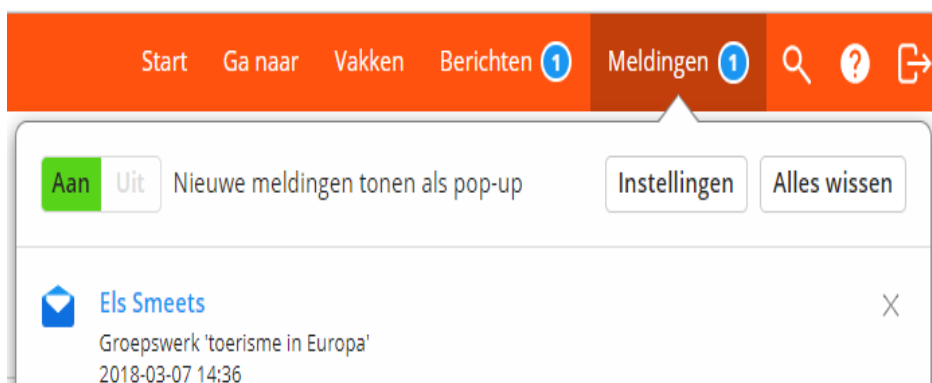 Start Ga naar Vakken Berichten 1 Meldingen 1 ?
Aan Uit Nieuwe meldingen tonen als pop-up Instellingen Alles wissen
Els Smeets
Groepswerk 'toerisme in Europa'
2018-03-07 14:36